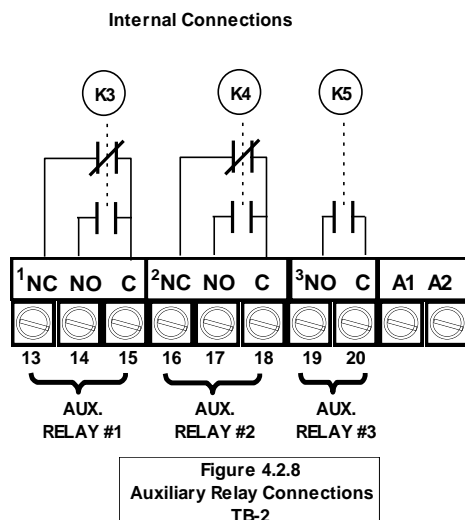 Internal Connections
K3 K4 K5
1NC NO C 2NC NO C 3NO C A1 A2
13 14 15 16 17 18 19 20
AUX. AUX. AUX.
RELAY #1 RELAY #2 RELAY #3
Figure 4.2.8
Auxiliary Relay Connections
TB-2